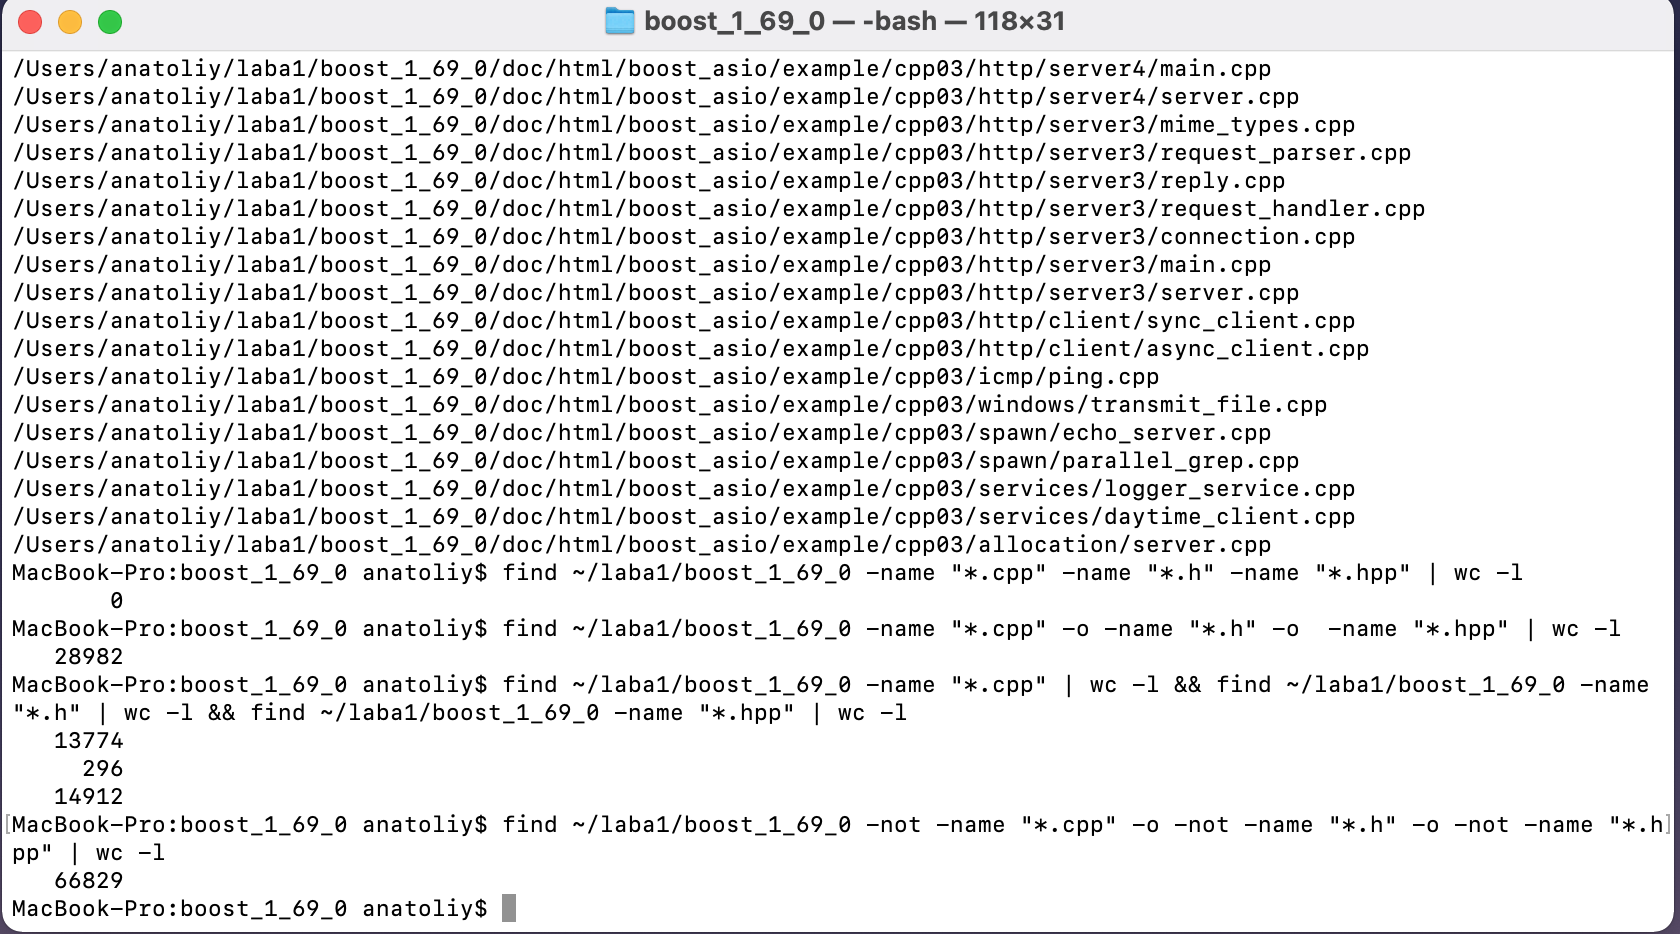 boost_1_69_0 — -bash — 118×31
/Users/anatoliy/laba1/boost_1_69_0/doc/html/boost_asio/example/cpp03/http/server4/main.cpp
/Users/anatoliy/laba1/boost_1_69_0/doc/html/boost_asio/example/cpp03/http/server4/server.cpp
/Users/anatoliy/laba1/boost_1_69_0/doc/html/boost_asio/example/cpp03/http/server3/mime_types.cpp
/Users/anatoliy/laba1/boost_1_69_0/doc/html/boost_asio/example/cpp03/http/server3/request_parser.cpp
/Users/anatoliy/laba1/boost_1_69_0/doc/html/boost_asio/example/cpp03/http/server3/reply.cpp
/Users/anatoliy/laba1/boost_1_69_0/doc/html/boost_asio/example/cpp03/http/server3/request_handler.cpp
/Users/anatoliy/laba1/boost_1_69_0/doc/html/boost_asio/example/cpp03/http/server3/connection.cpp
/Users/anatoliy/laba1/boost_1_69_0/doc/html/boost_asio/example/cpp03/http/server3/main.cpp
/Users/anatoliy/laba1/boost_1_69_0/doc/html/boost_asio/example/cpp03/http/server3/server.cpp
/Users/anatoliy/laba1/boost_1_69_0/doc/html/boost_asio/example/cpp03/http/client/sync_client.cpp
/Users/anatoliy/laba1/boost_1_69_0/doc/html/boost_asio/example/cpp03/http/client/async_client.cpp
/Users/anatoliy/laba1/boost_1_69_0/doc/html/boost_asio/example/cpp03/icmp/ping.cpp
/Users/anatoliy/laba1/boost_1_69_0/doc/html/boost_asio/example/cpp03/windows/transmit_file.cpp
/Users/anatoliy/laba1/boost_1_69_0/doc/html/boost_asio/example/cpp03/spawn/echo_server.cpp
/Users/anatoliy/laba1/boost_1_69_0/doc/html/boost_asio/example/cpp03/spawn/parallel_grep.cpp
/Users/anatoliy/laba1/boost_1_69_0/doc/html/boost_asio/example/cpp03/services/logger_service.cpp
/Users/anatoliy/laba1/boost_1_69_0/doc/html/boost_asio/example/cpp03/services/daytime_client.cpp
/Users/anatoliy/laba1/boost_1_69_0/doc/html/boost_asio/example/cpp03/allocation/server.cpp
MacBook-Pro:boost_1_69_0 anatoliy$ find ~/laba1/boost_1_69_0 -name "*.cpp" -name "*.h" -name "*.hpp" | wc -l
0
MacBook-Pro:boost_1_69_0 anatoliy$ find ~/laba1/boost_1_69_0 -name "*.cpp" -o -name "*.h" -o  -name "*.hpp" | wc -l
28982
MacBook-Pro:boost_1_69_0 anatoliy$ find ~/laba1/boost_1_69_0 -name "*.cpp" | wc -l && find ~/laba1/boost_1_69_0 -name
"*.h" | wc -l && find ~/laba1/boost_1_69_0 -name "*.hpp" | wc -l
13774
296
14912
[MacBook-Pro:boost_1_69_0 anatoliy$ find ~/laba1/boost_1_69_0 -not -name "*.cpp" -o -not -name "*.h" -o -not -name "*.h]
pp" | wc -l
66829
MacBook-Pro:boost_1_69_0 anatoliy$